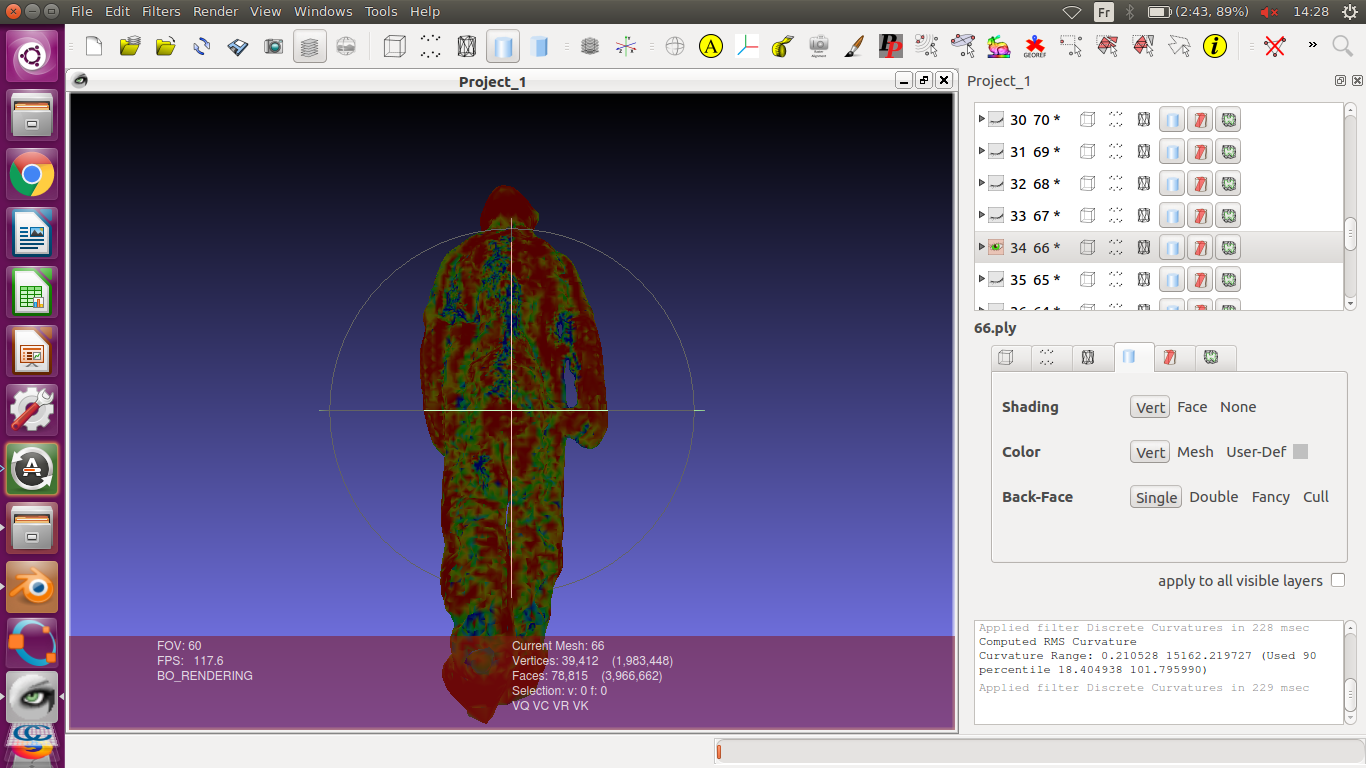 File Edit Filters Render View Windows Tools Help
Fr (2:43, 89%) 14:28
A
PP
GEOREF
i
»
Project_1
Project_1
30 70 *
31 69 *
32 68 *
33 67 *
34 66 *
35 65 *
66.ply
Shading Vert Face None
Color Vert Mesh User-Def
Back-Face Single Double Fancy Cull
apply to all visible layers
Applied filter Discrete Curvatures in 228 msec
Computed RMS Curvature
Curvature Range: 0.210528 15162.219727 (Used 90
percentile 18.404938 101.795990)
Applied filter Discrete Curvatures in 229 msec
FOV: 60
FPS: 117.6
BO_RENDERING
Current Mesh: 66
Vertices: 39,412 (1,983,448)
Faces: 78,815 (3,966,662)
Selection: v: 0 f: 0
VQ VC VR VK